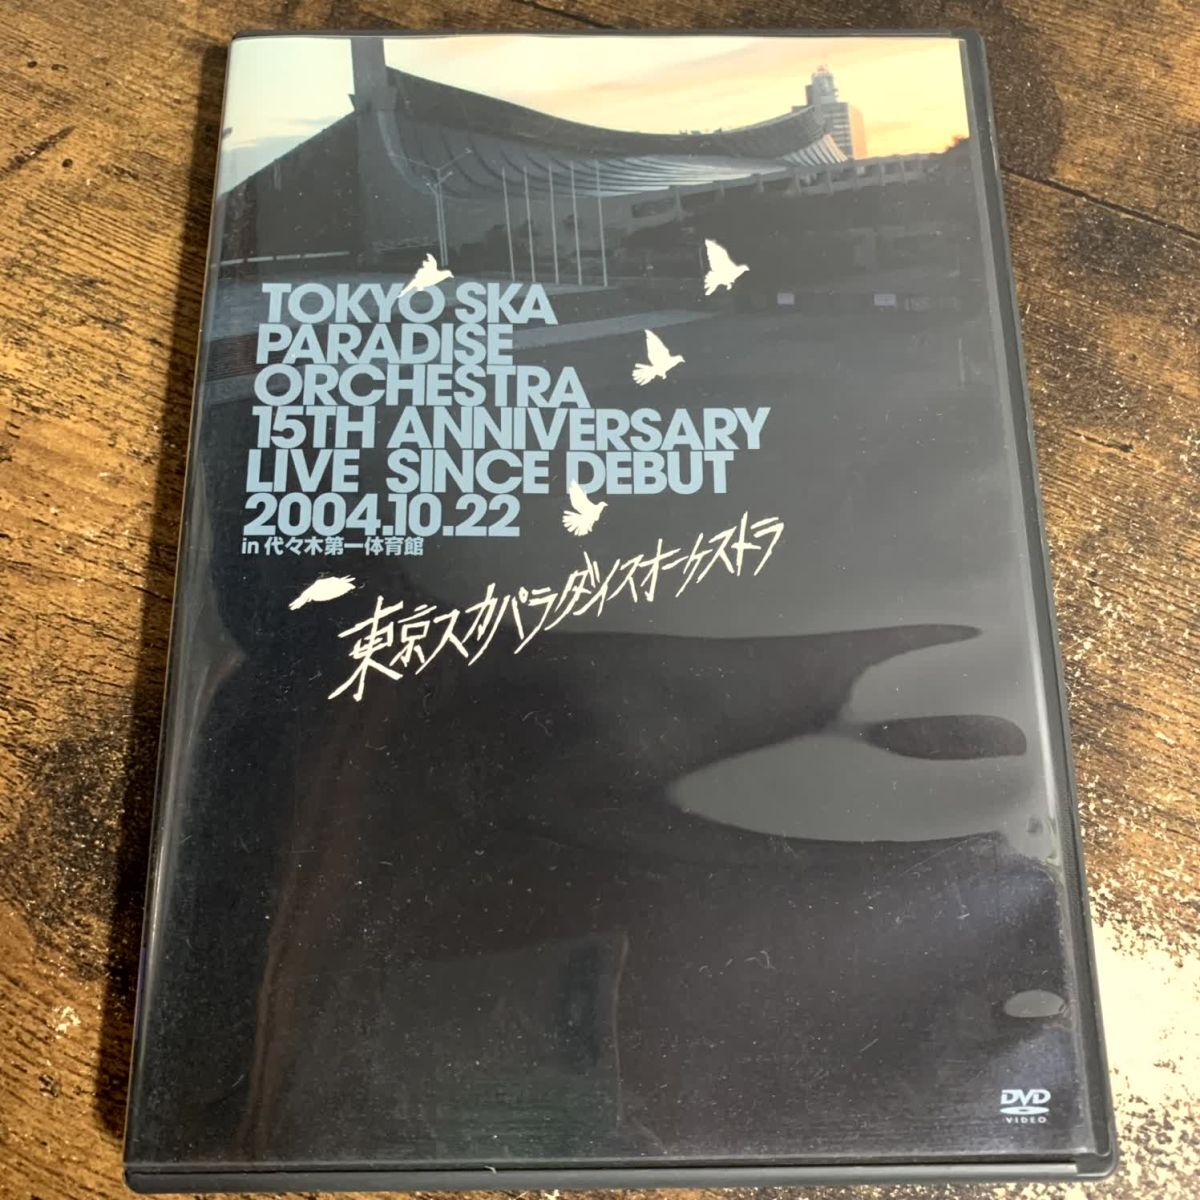 TOKYO SKA
PARADISE
ORCHESTRA
15TH ANNIVERSARY
LIVE SINCE DEBUT
2004.10.22
in 代々木第一体育館
東京スカパラダイスオーケストラ
DVD
VIDEO